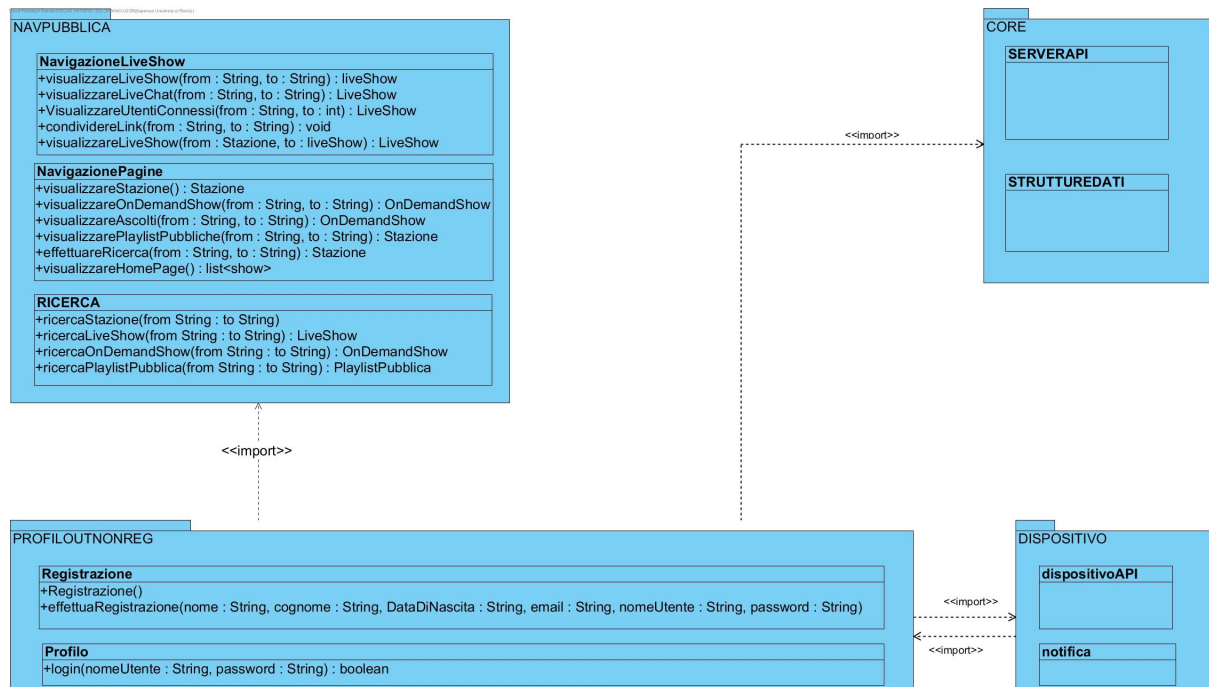 NAVPUBBLICA
NavigazioneLiveShow
+visualizzareLiveShow(from : String, to : String) : liveShow
+visualizzareLiveChat(from : String, to : String) : LiveShow
+VisualizzareUtentiConnessi(from : String, to : int) : LiveShow
+condividereLink(from : String, to : String) : void
+visualizzareLiveShow(from : Stazione, to : liveShow) : LiveShow
NavigazionePagine
+visualizzareStazione() : Stazione
+visualizzareOnDemandShow(from : String, to : String) : OnDemandShow
+visualizzareAscolti(from : String, to : String) : OnDemandShow
+visualizzarePlaylistPubbliche(from : String, to : String) : Stazione
+effettuareRicerca(from : String, to : String) : Stazione
+visualizzareHomePage() : list<show>
RICERCA
+ricercaStazione(from String : to String)
+ricercaLiveShow(from String : to String) : LiveShow
+ricercaOnDemandShow(from String : to String) : OnDemandShow
+ricercaPlaylistPubblica(from String : to String) : PlaylistPubblica
CORE
SERVERAPI
STRUTTUREDATI
<<import>>
<<import>>
PROFILOUTNONREG
Registrazione
+Registrazione()
+effettuaRegistrazione(nome : String, cognome : String, DataDiNascita : String, email : String, nomeUtente : String, password : String)
Profilo
+login(nomeUtente : String, password : String) : boolean
<<import>>
<<import>>
DISPOSITIVO
dispositivoAPI
notifica